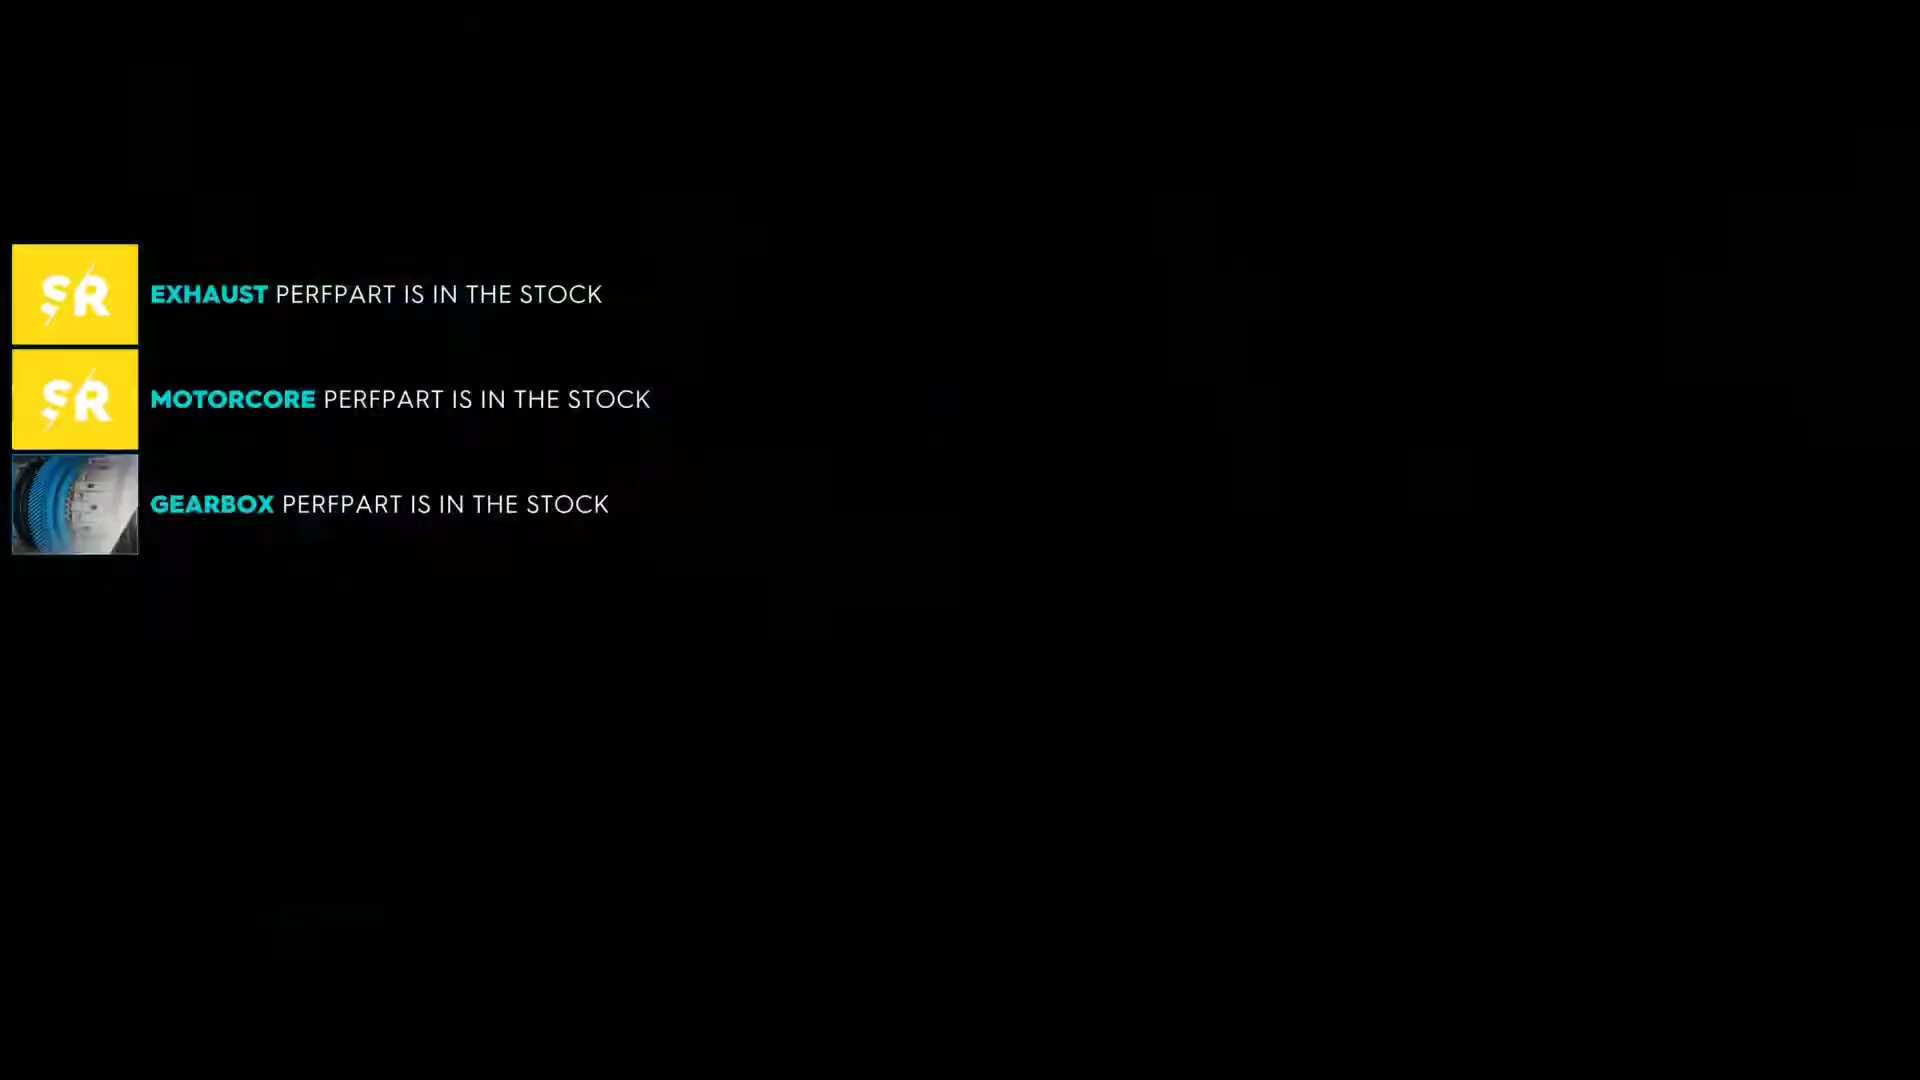 SR
EXHAUST PERFPART IS IN THE STOCK
SR
MOTORCORE PERFPART IS IN THE STOCK
GEARBOX PERFPART IS IN THE STOCK